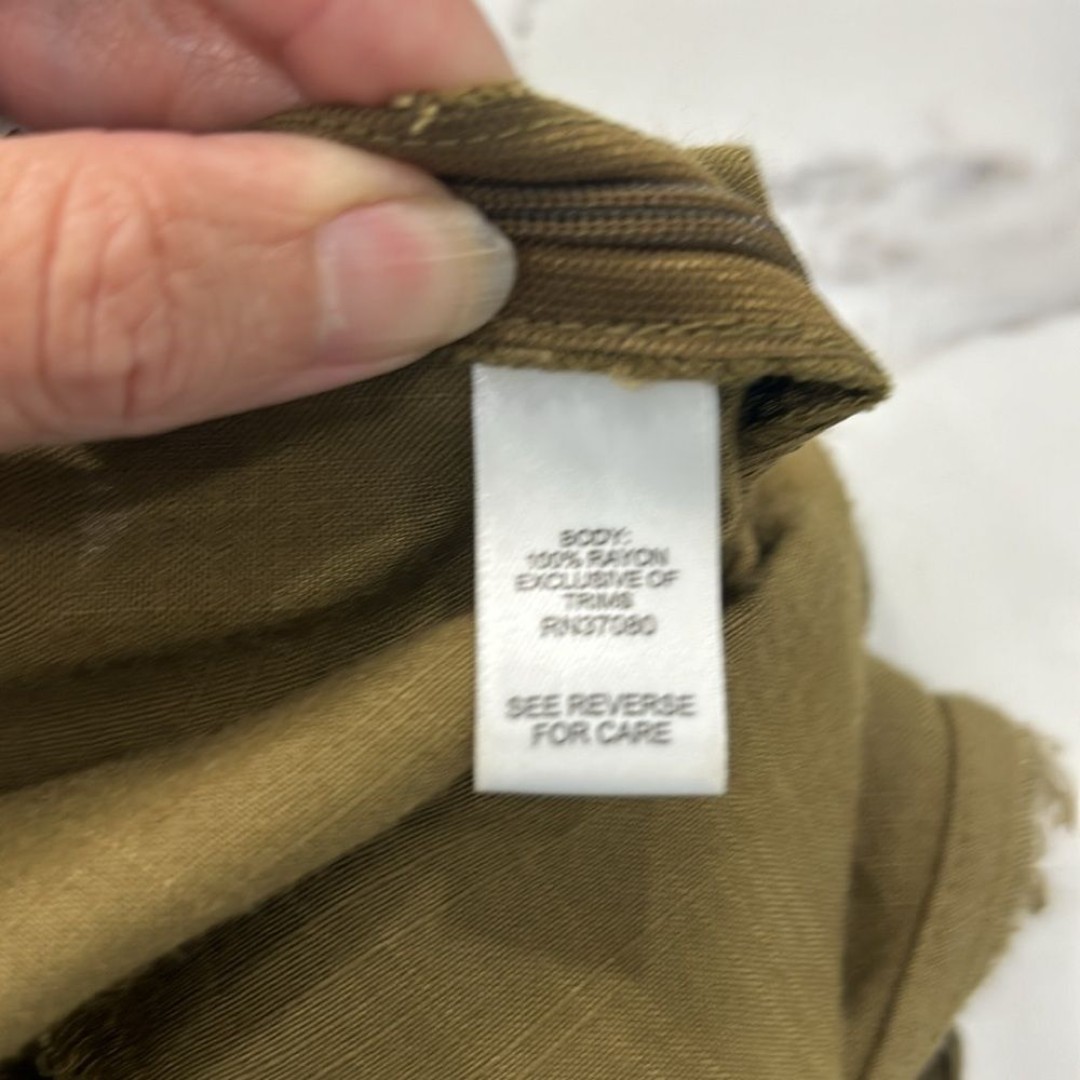 BODY:
100% RAYON
EXCLUSIVE OF
TRIMS
RN37080
SEE REVERSE
FOR CARE